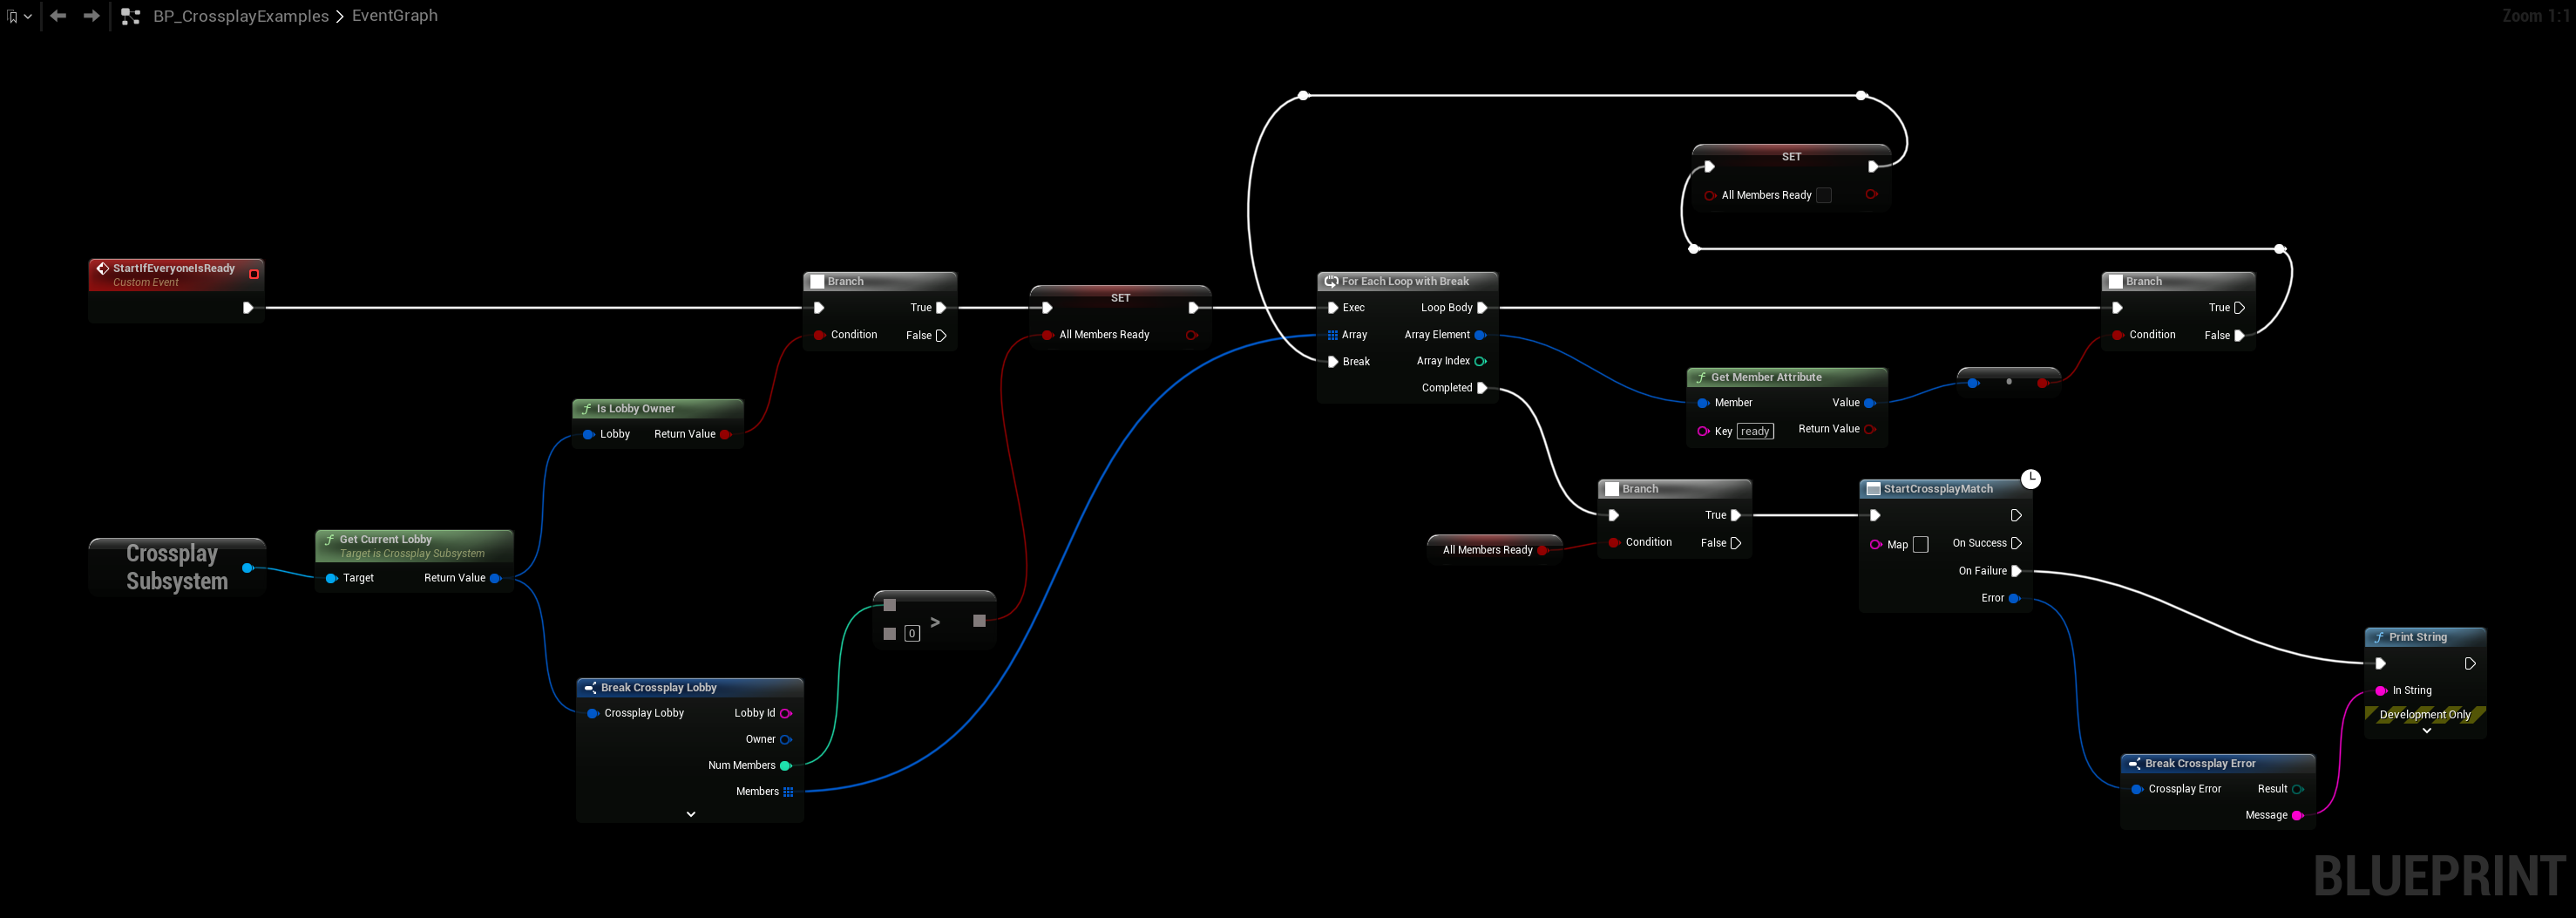 BP_CrossplayExamples > EventGraph
Zoom 1:1
SET
All Members Ready
StartIfEveryoneIsReady
Custom Event
Branch
True
Condition
False
SET
All Members Ready
For Each Loop with Break
Exec
Loop Body
Array
Array Element
Break
Array Index
Completed
Branch
True
Condition
False
Get Member Attribute
Member
Value
Key
ready
Return Value
Is Lobby Owner
Lobby
Return Value
Branch
True
Condition
False
All Members Ready
StartCrossplayMatch
Map
On Success
On Failure
Error
Crossplay
Subsystem
Get Current Lobby
Target is Crossplay Subsystem
Target
Return Value
0
>
Print String
In String
Development Only
Break Crossplay Lobby
Crossplay Lobby
Lobby Id
Owner
Num Members
Members
Break Crossplay Error
Crossplay Error
Result
Message
BLUEPRINT